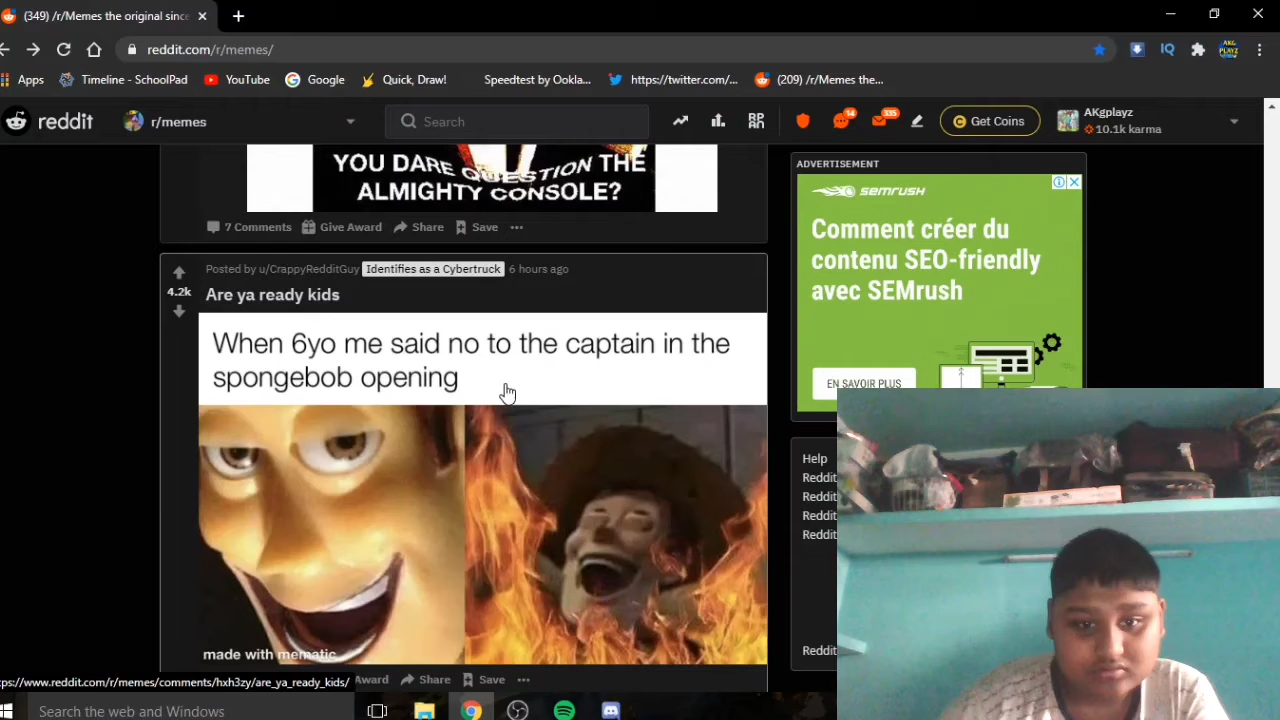 (349) /r/Memes the original since
reddit.com/r/memes/
Apps
Timeline - SchoolPad
YouTube
Google
Quick, Draw!
Speedtest by Ookla...
https://twitter.com/...
(209) /r/Memes the...
reddit
r/memes
Search
14
335
Get Coins
AKgplayz
10.1k karma
YOU DARE QUESTION THE
ALMIGHTY CONSOLE?
7 Comments
Give Award
Share
Save
ADVERTISEMENT
SEMRUSH
Comment créer du
contenu SEO-friendly
avec SEMrush
EN SAVOIR PLUS
Posted by u/CrappyRedditGuy
Identifies as a Cybertruck
6 hours ago
4.2k
Are ya ready kids
When 6yo me said no to the captain in the
spongebob opening
made with mematic
Help
Reddit
Reddit
Reddit
Reddit
Reddit
Award
Share
Save
ps://www.reddit.com/r/memes/comments/hxh3zy/are_ya_ready_kids/
Search the web and Windows